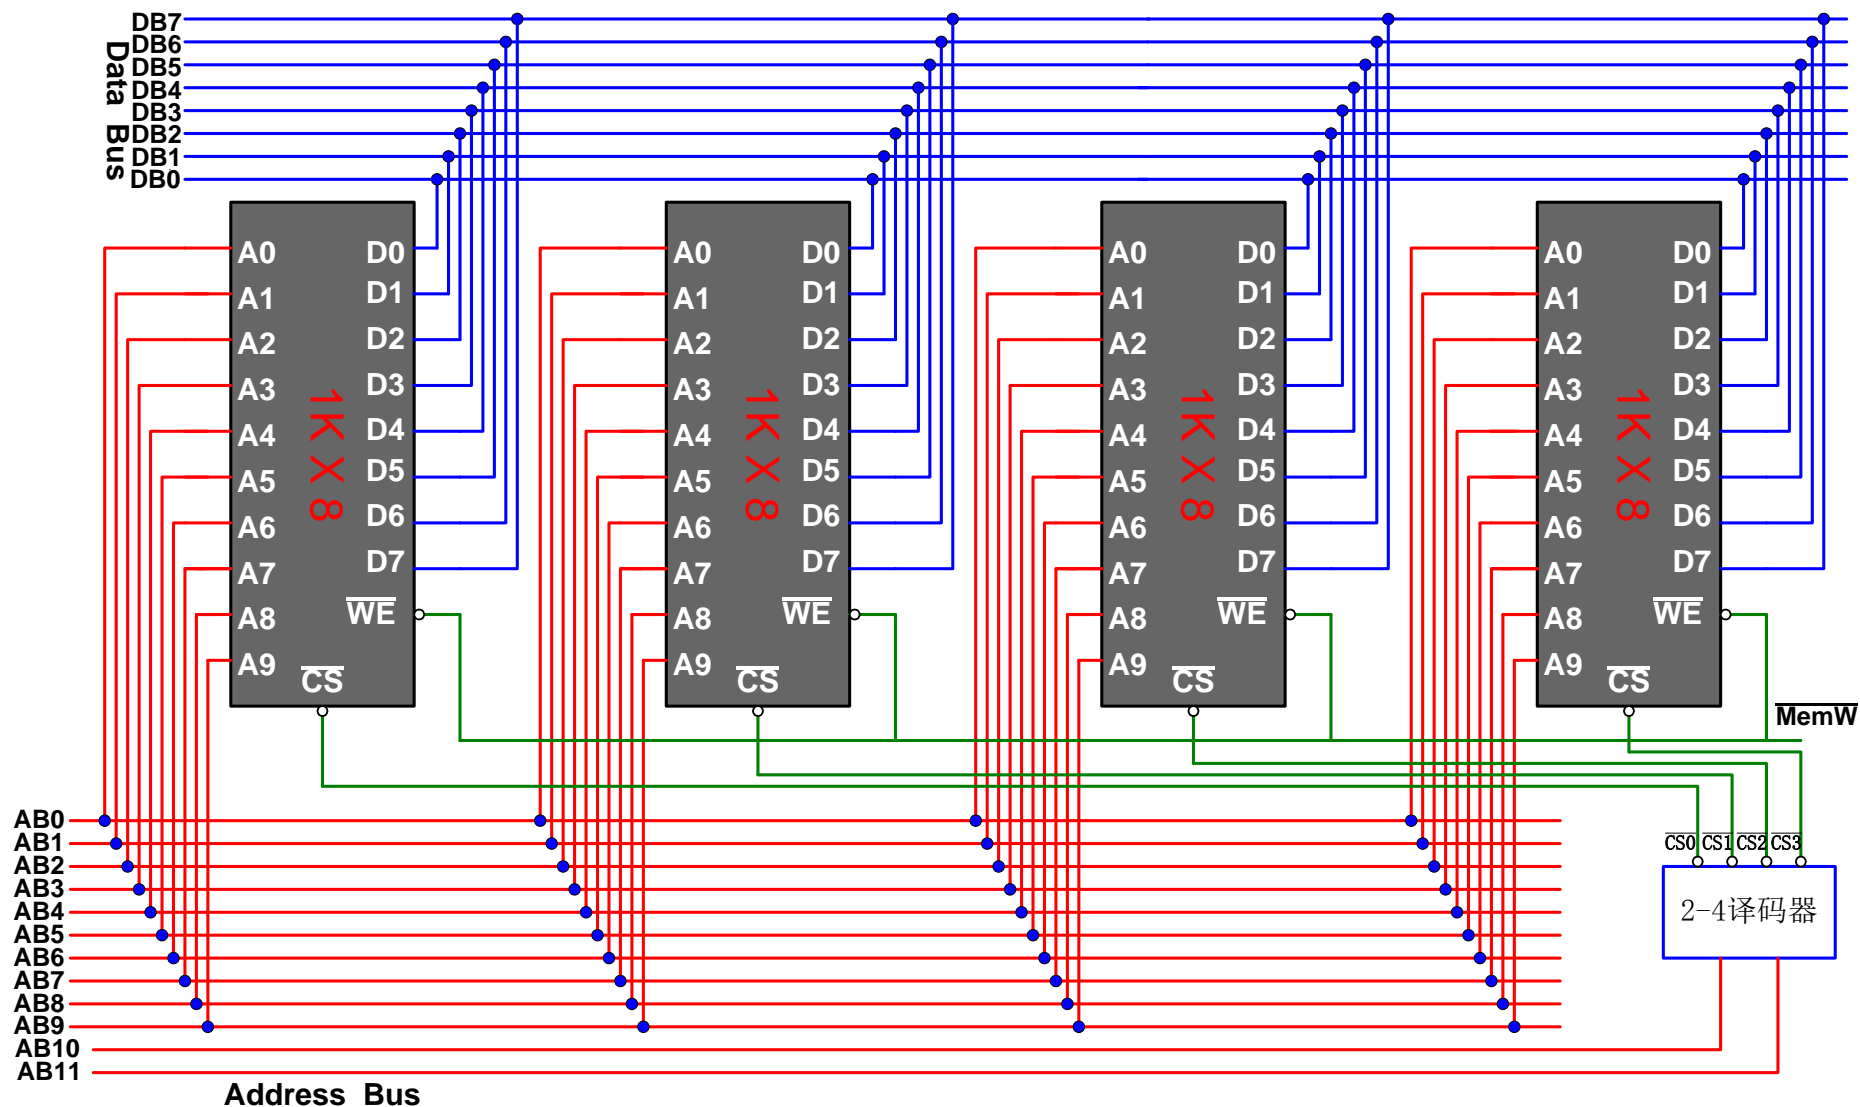 DB7
DB6
DB5
DB4
DB3
DB2
DB1
DB0
Data Bus
A0 D0
A1 D1
A2 D2
A3 D3
A4 D4
A5 D5
A6 D6
A7 D7
A8 WE
A9
CS
1K X 8
A0 D0
A1 D1
A2 D2
A3 D3
A4 D4
A5 D5
A6 D6
A7 D7
A8 WE
A9
CS
1K X 8
A0 D0
A1 D1
A2 D2
A3 D3
A4 D4
A5 D5
A6 D6
A7 D7
A8 WE
A9
CS
1K X 8
A0 D0
A1 D1
A2 D2
A3 D3
A4 D4
A5 D5
A6 D6
A7 D7
A8 WE
A9
CS
1K X 8
MemW
AB0
AB1
AB2
AB3
AB4
AB5
AB6
AB7
AB8
AB9
AB10
AB11
CS0 CS1 CS2 CS3
2-4译码器
Address Bus